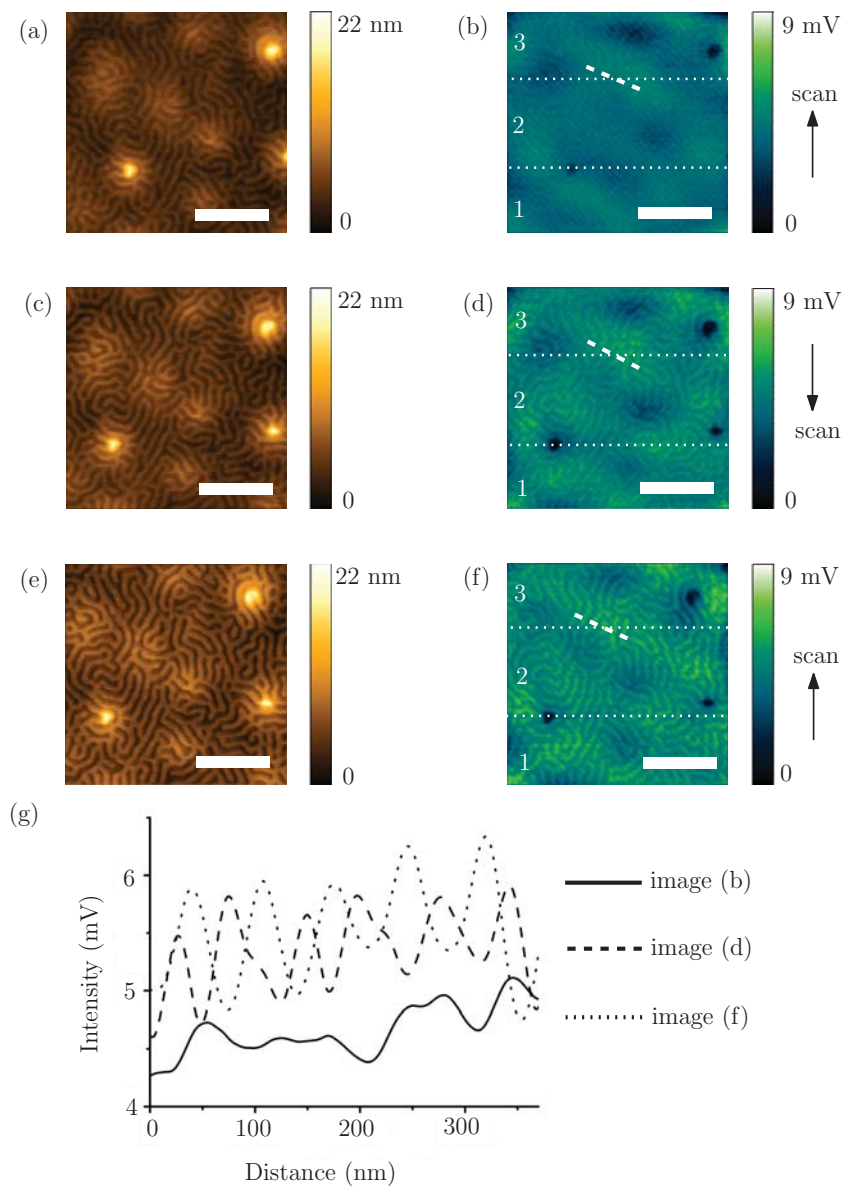 (a)
22 nm
0
(b)
3
2
1
9 mV
scan
0
(c)
22 nm
0
(d)
3
2
1
9 mV
scan
0
(e)
22 nm
0
(f)
3
2
1
9 mV
scan
0
(g)
6
5
4
Intensity (mV)
0
100
200
300
Distance (nm)
image (b)
image (d)
image (f)